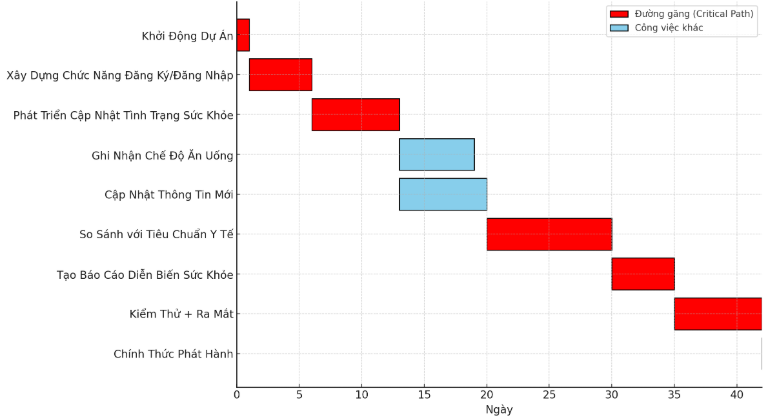 Đường găng (Critical Path)
Công việc khác
Khởi Động Dự Án
Xây Dựng Chức Năng Đăng Ký/Đăng Nhập
Phát Triển Cập Nhật Tình Trạng Sức Khỏe
Ghi Nhận Chế Độ Ăn Uống
Cập Nhật Thông Tin Mới
So Sánh với Tiêu Chuẩn Y Tế
Tạo Báo Cáo Diễn Biến Sức Khỏe
Kiểm Thử + Ra Mắt
Chính Thức Phát Hành
0 5 10 15 20 25 30 35 40
Ngày